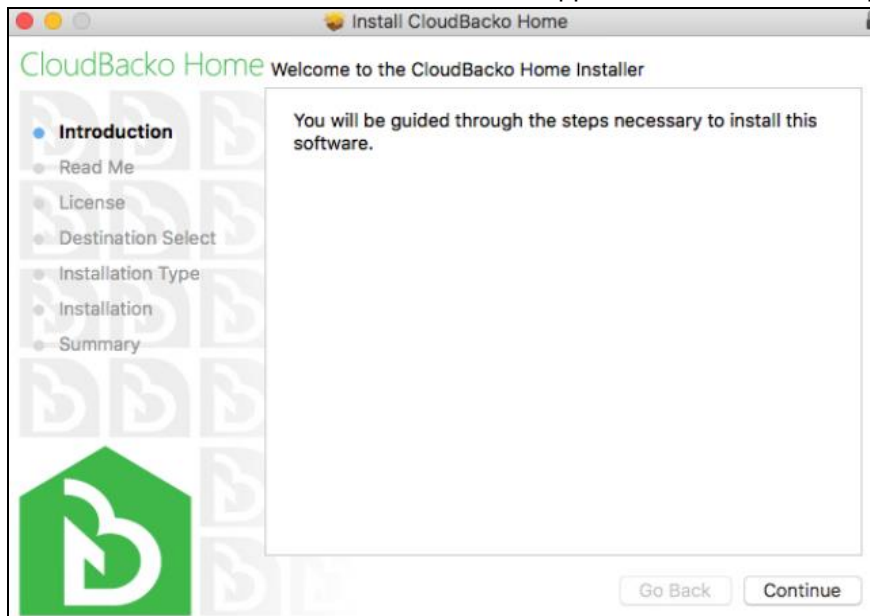 Install CloudBacko Home
CloudBacko Home
Welcome to the CloudBacko Home Installer
Introduction
Read Me
License
Destination Select
Installation Type
Installation
Summary
You will be guided through the steps necessary to install this
software.
Go Back
Continue